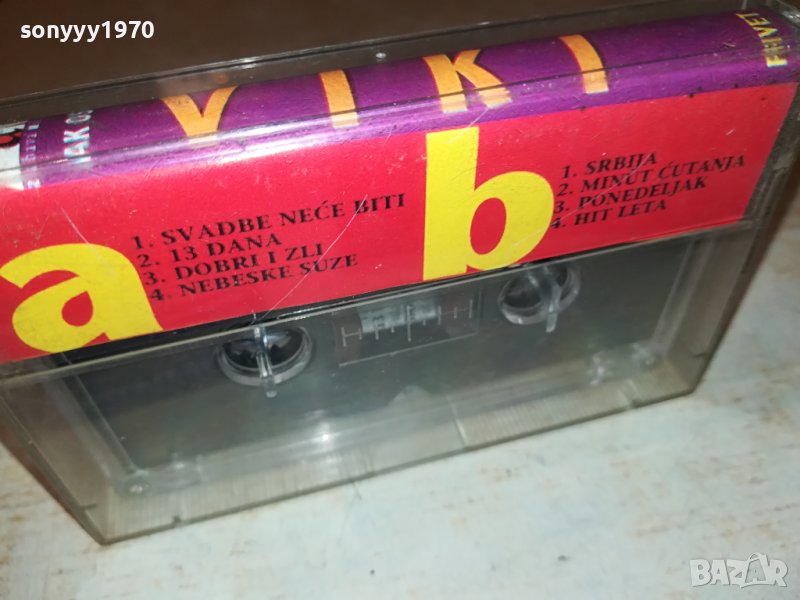 sonyyy1970
VIKI
a
1. SVADBE NEĆE BITI
2. 13 DANA
3. DOBRI I ZLI
4. NEBESKE SUZE
b
1. SRBIJA
2. MINUT ĆUTANJA
3. PONEDELJAK
4. HIT LETA
BAZAR